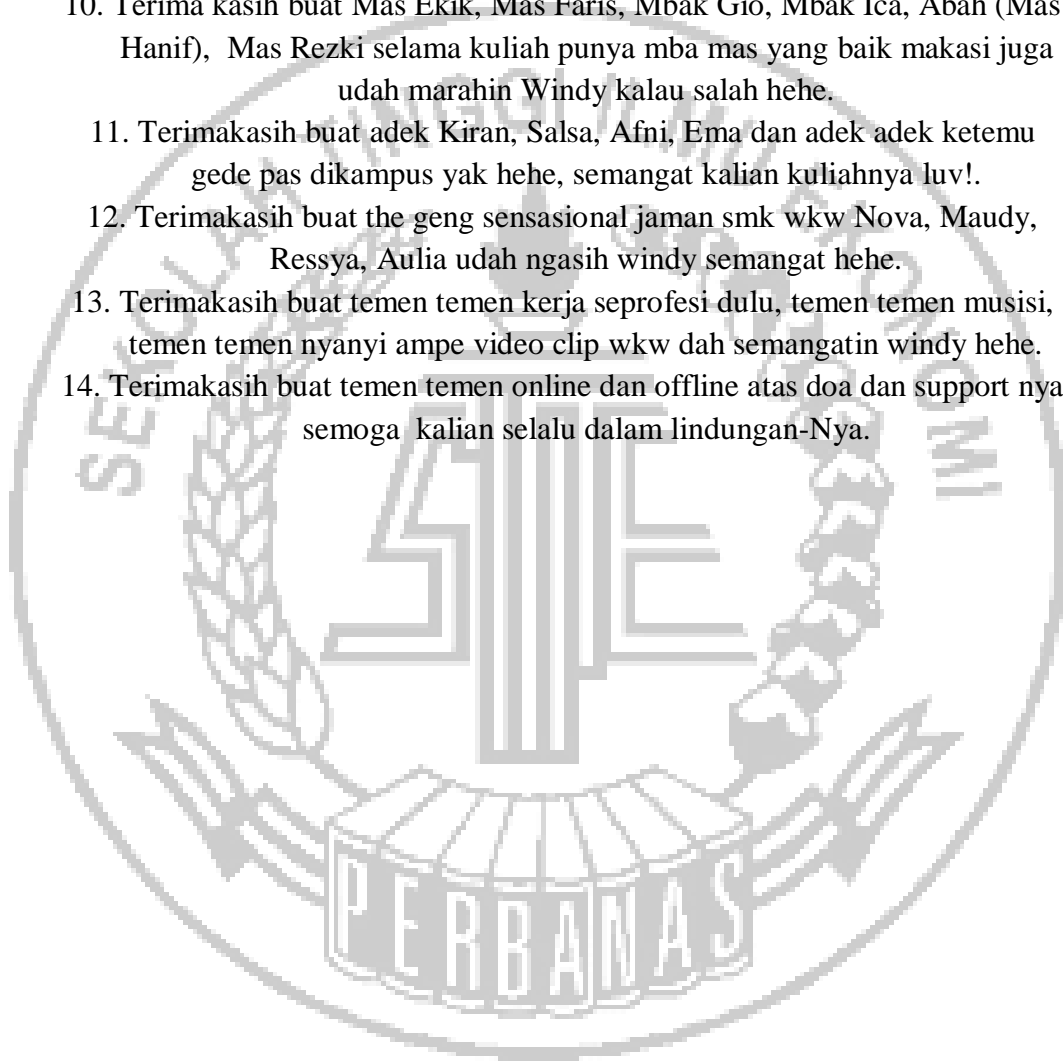 10. Terima kasih buat Mas Ekik, Mas Faris, Mbak Gio, Mbak Ica, Abah (Mas
Hanif), Mas Rezki selama kuliah punya mba mas yang baik makasi juga
udah marahin Windy kalau salah hehe.
11. Terimakasih buat adek Kiran, Salsa, Afni, Ema dan adek adek ketemu
gede pas dikampus yak hehe, semangat kalian kuliahnya luv!.
12. Terimakasih buat the geng sensasional jaman smk wkw Nova, Maudy,
Ressya, Aulia udah ngasih windy semangat hehe.
13. Terimakasih buat temen temen kerja seprofesi dulu, temen temen musisi,
temen temen nyanyi ampe video clip wkw dah semangatin windy hehe.
14. Terimakasih buat temen temen online dan offline atas doa dan support nya
semoga kalian selalu dalam lindungan-Nya.
SEKOLAH TINGGI ILMU EKONOMI
PERBANAS